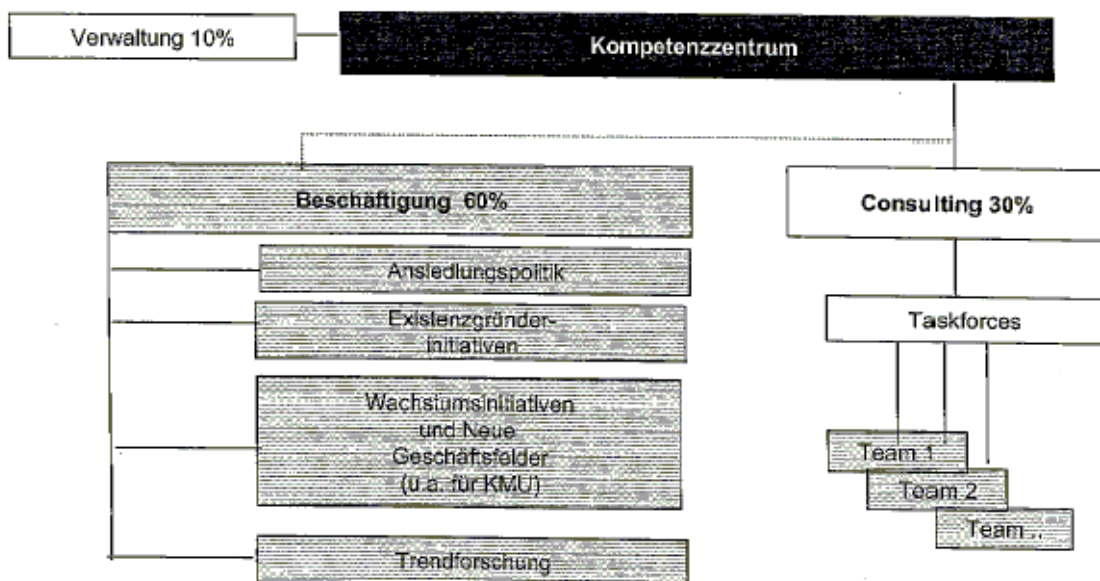 Verwaltung 10%
Kompetenzzentrum
Beschäftigung 60%
Consulting 30%
Ansiedlungspolitik
Existenzgründer-
initiativen
Taskforces
Wachstumsinitiativen
und Neue
Geschäftsfelder
(u.a. für KMU)
Team 1
Team 2
Team ..
Trendforschung